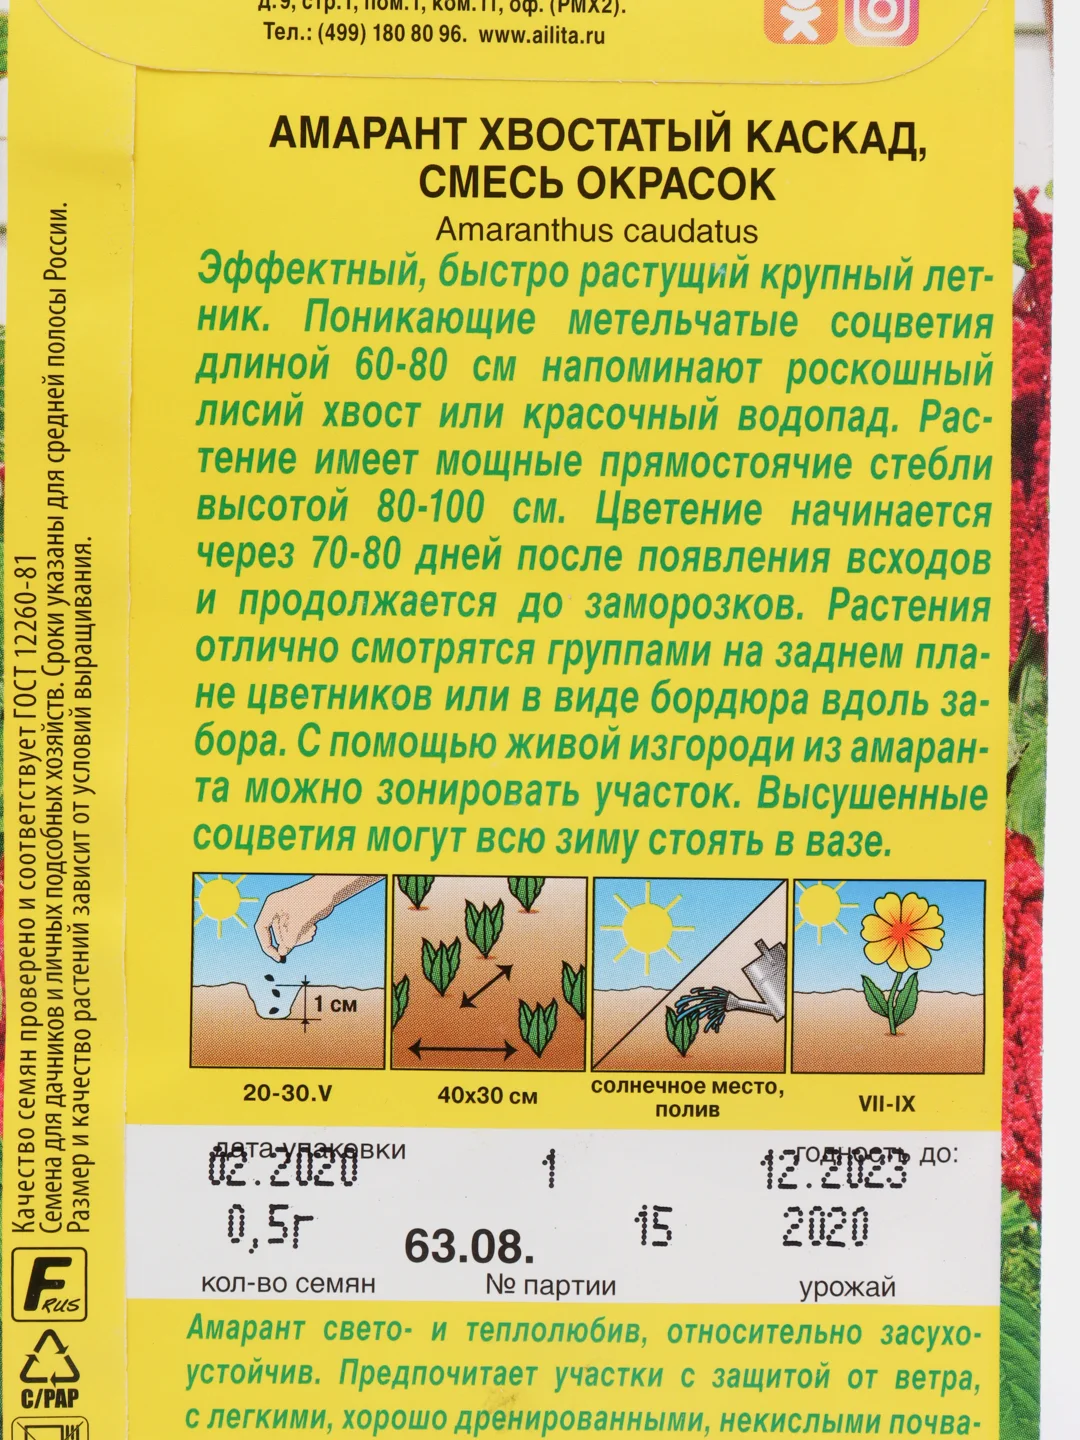 д.9, стр.1, пом.1, ком.11, оф. (РМХ2).
Тел.: (499) 180 80 96. www.ailita.ru
АМАРАНТ ХВОСТАТЫЙ КАСКАД,
СМЕСЬ ОКРАСОК
Amaranthus caudatus
Эффектный, быстро растущий крупный лет-
ник. Поникающие метельчатые соцветия
длиной 60-80 см напоминают роскошный
лисий хвост или красочный водопад. Рас-
тение имеет мощные прямостоячие стебли
высотой 80-100 см. Цветение начинается
через 70-80 дней после появления всходов
и продолжается до заморозков. Растения
отлично смотрятся группами на заднем пла-
не цветников или в виде бордюра вдоль за-
бора. С помощью живой изгороди из амаран-
та можно зонировать участок. Высушенные
соцветия могут всю зиму стоять в вазе.
1 см
20-30.V
40х30 см
солнечное место,
полив
VII-IX
дата упаковки
годность до:
02.2020 1 12.2023
0,5г 63.08. 15 2020
кол-во семян № партии урожай
Амарант свето- и теплолюбив, относительно засухо-
устойчив. Предпочитает участки с защитой от ветра,
с легкими, хорошо дренированными, некислыми почва-
Качество семян проверено и соответствует ГОСТ 12260-81
Семена для дачников и личных подсобных хозяйств. Сроки указаны для средней полосы России.
Размер и качество растений зависит от условий выращивания.
F RUS
C/PAP